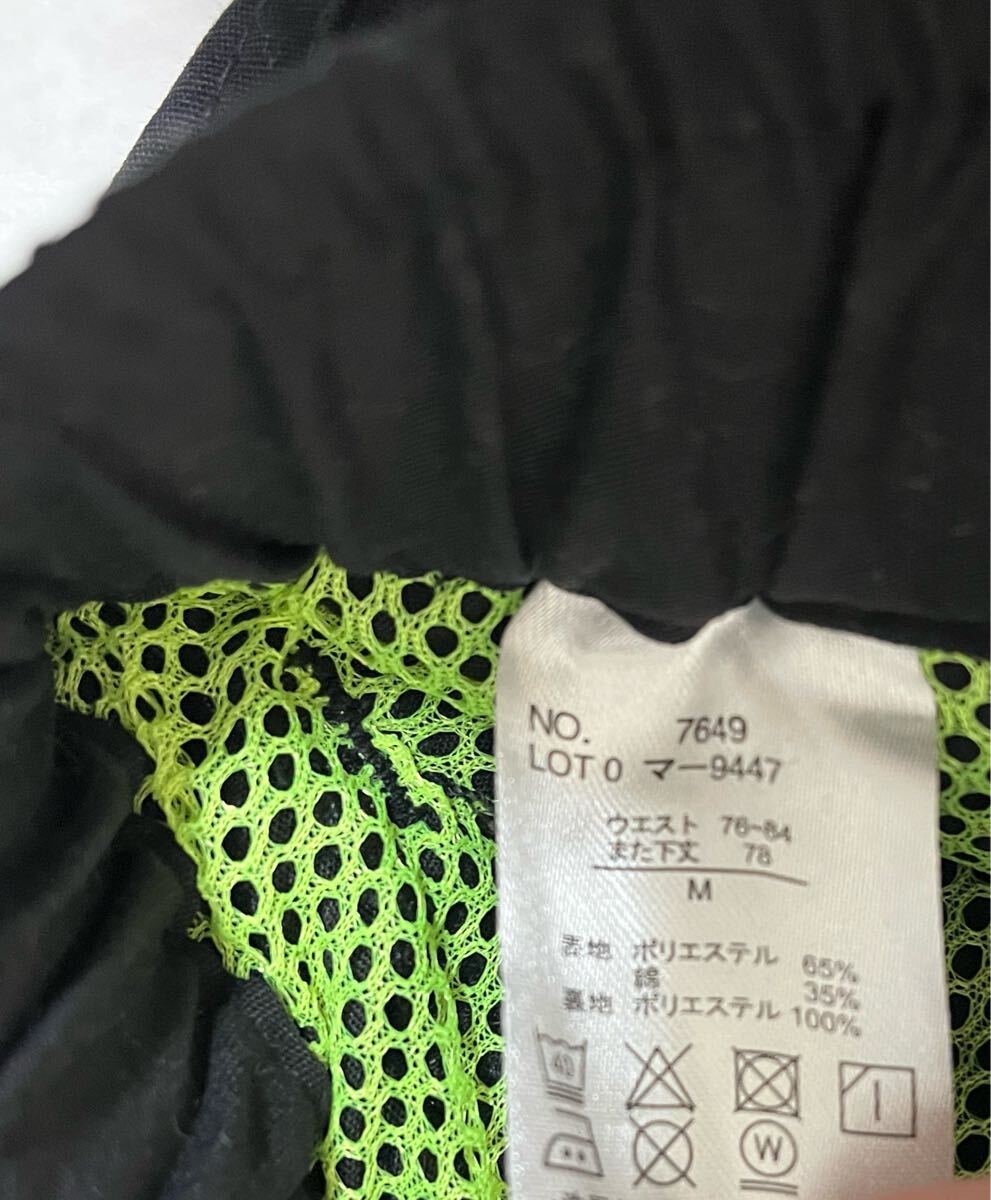 NO. 7649
LOT 0 マー9447
ウエスト 76-84
また下丈 78
M
表地 ポリエステル 65%
綿 35%
裏地 ポリエステル 100%
40
W